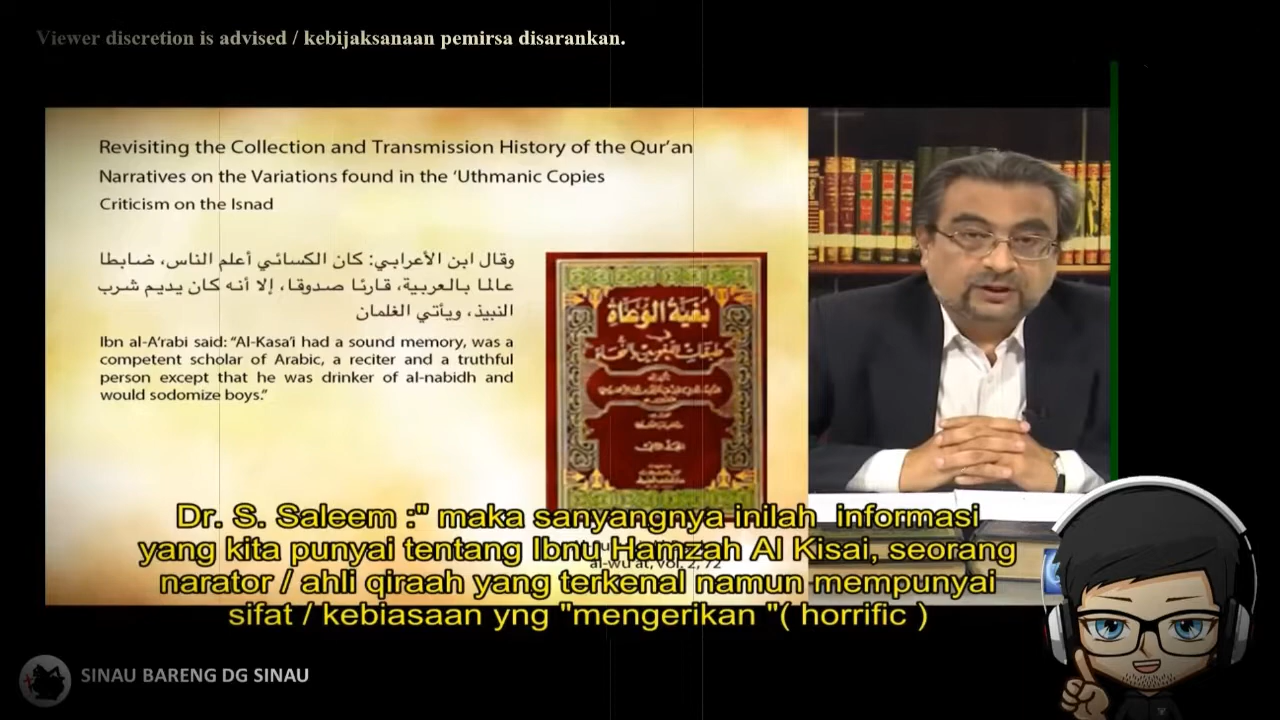 Viewer discretion is advised / kebijaksanaan pemirsa disarankan.
Revisiting the Collection and Transmission History of the Qur'an
Narratives on the Variations found in the 'Uthmanic Copies
Criticism on the Isnad
وقال ابن الأعرابي: كان الكسائي أعلم الناس، ضابطا
عالما بالعربية، قارئا صدوقا، إلا أنه كان يديم شرب
النبيذ، ويأتي الغلمان
Ibn al-A'rabi said: "Al-Kasa'i had a sound memory, was a
competent scholar of Arabic, a reciter and a truthful
person except that he was drinker of al-nabidh and
would sodomize boys."
بغية الوعاة
في
طبقات اللغويين والنحاة
Dr. S. Saleem :" maka sanyangnya inilah informasi
yang kita punyai tentang Ibnu Hamzah Al Kisai, seorang
al-wu'at, vol. 2, 72
narator / ahli qiraah yang terkenal namun mempunyai
sifat / kebiasaan yng "mengerikan "( horrific )
SINAU BARENG DG SINAU